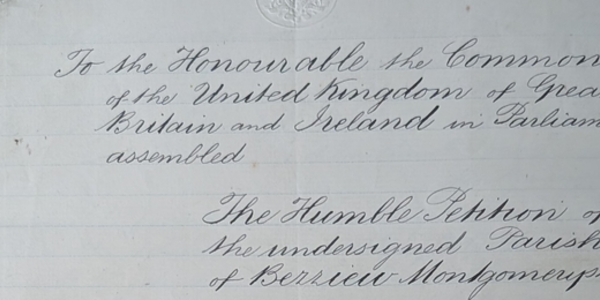 To the Honourable the Common
of the United Kingdom of Grea
Britain and Ireland in Parliam
assembled
The Humble Petition o
the undersigned Parish
of Berriew Montgomerys